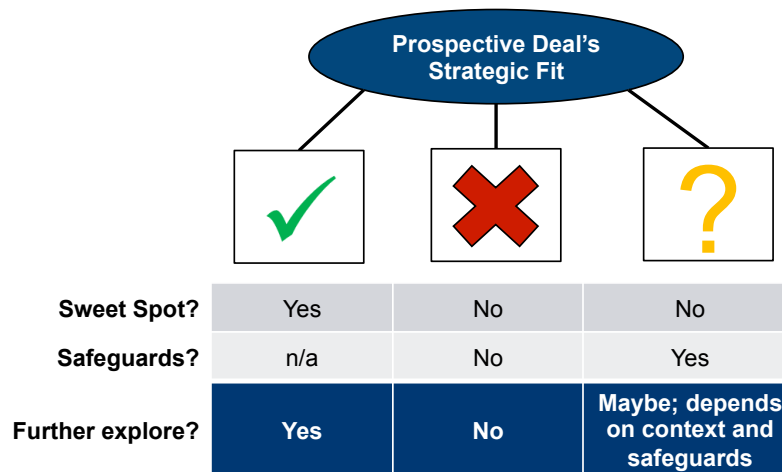 Prospective Deal's
Strategic Fit
?
Sweet Spot? Yes No No
Safeguards? n/a No Yes
Further explore? Yes No Maybe; depends
on context and
safeguards